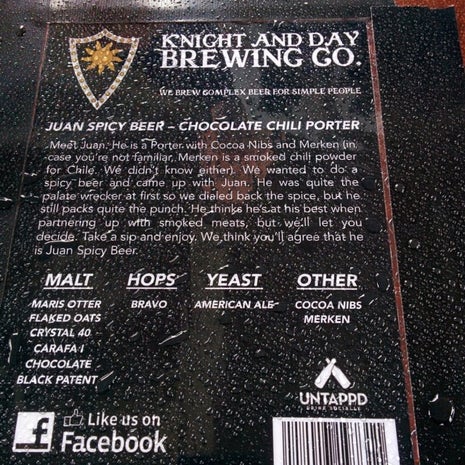 KNIGHT AND DAY
BREWING CO.
WE BREW COMPLEX BEER FOR SIMPLE PEOPLE
JUAN SPICY BEER – CHOCOLATE CHILI PORTER
Meet Juan. He is a Porter with Cocoa Nibs and Merken (in
case you're not familiar, Merken is a smoked chili powder
for Chile. We didn't know either). We wanted to do a
spicy beer and came up with Juan. He was quite the
palate wrecker at first so we dialed back the spice, but he
still packs quite the punch. He thinks he's at his best when
partnering up with smoked meats, but we'll let you
decide. Take a sip and enjoy. We think you'll agree that he
is Juan Spicy Beer.
MALT HOPS YEAST OTHER
MARIS OTTER BRAVO AMERICAN ALE COCOA NIBS
FLAKED OATS MERKEN
CRYSTAL 40
CARAFA I
CHOCOLATE
BLACK PATENT
UNTAPPD
DRINK SOCIALLY
f Like us on
Facebook